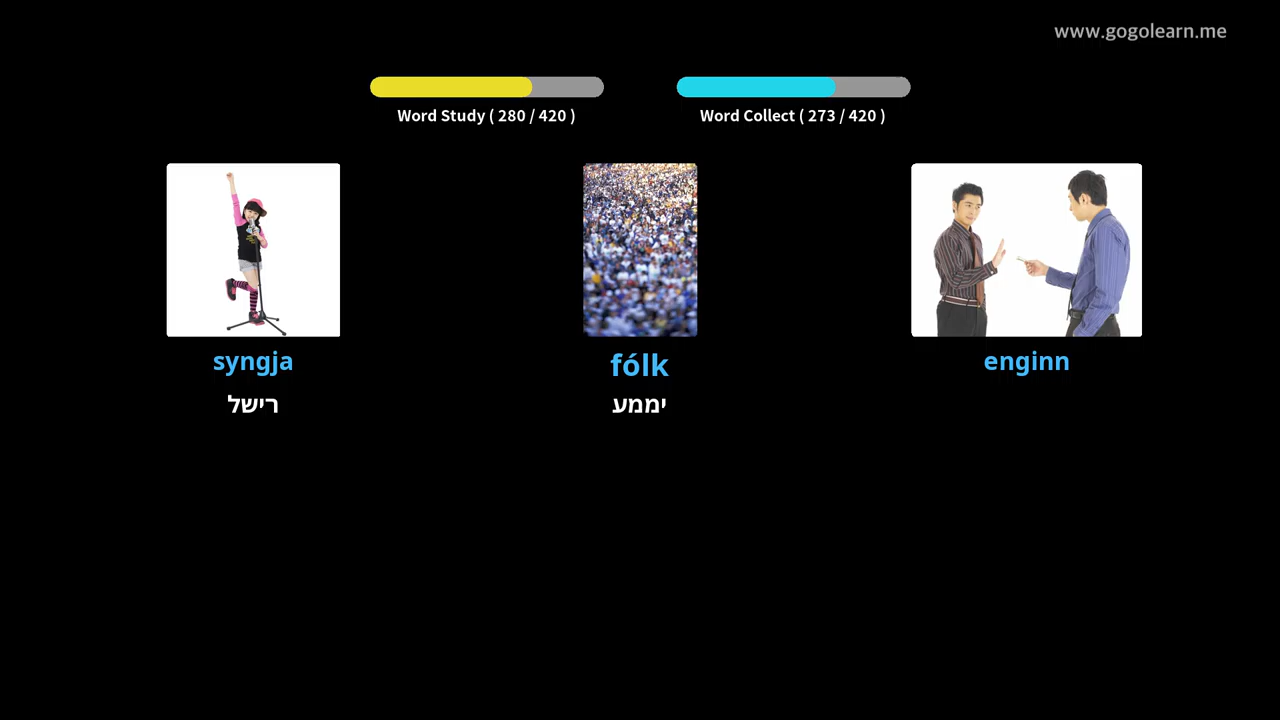 www.gogolearn.me
Word Study ( 280 / 420 )
Word Collect ( 273 / 420 )
syngja
רישל
fólk
יממע
enginn